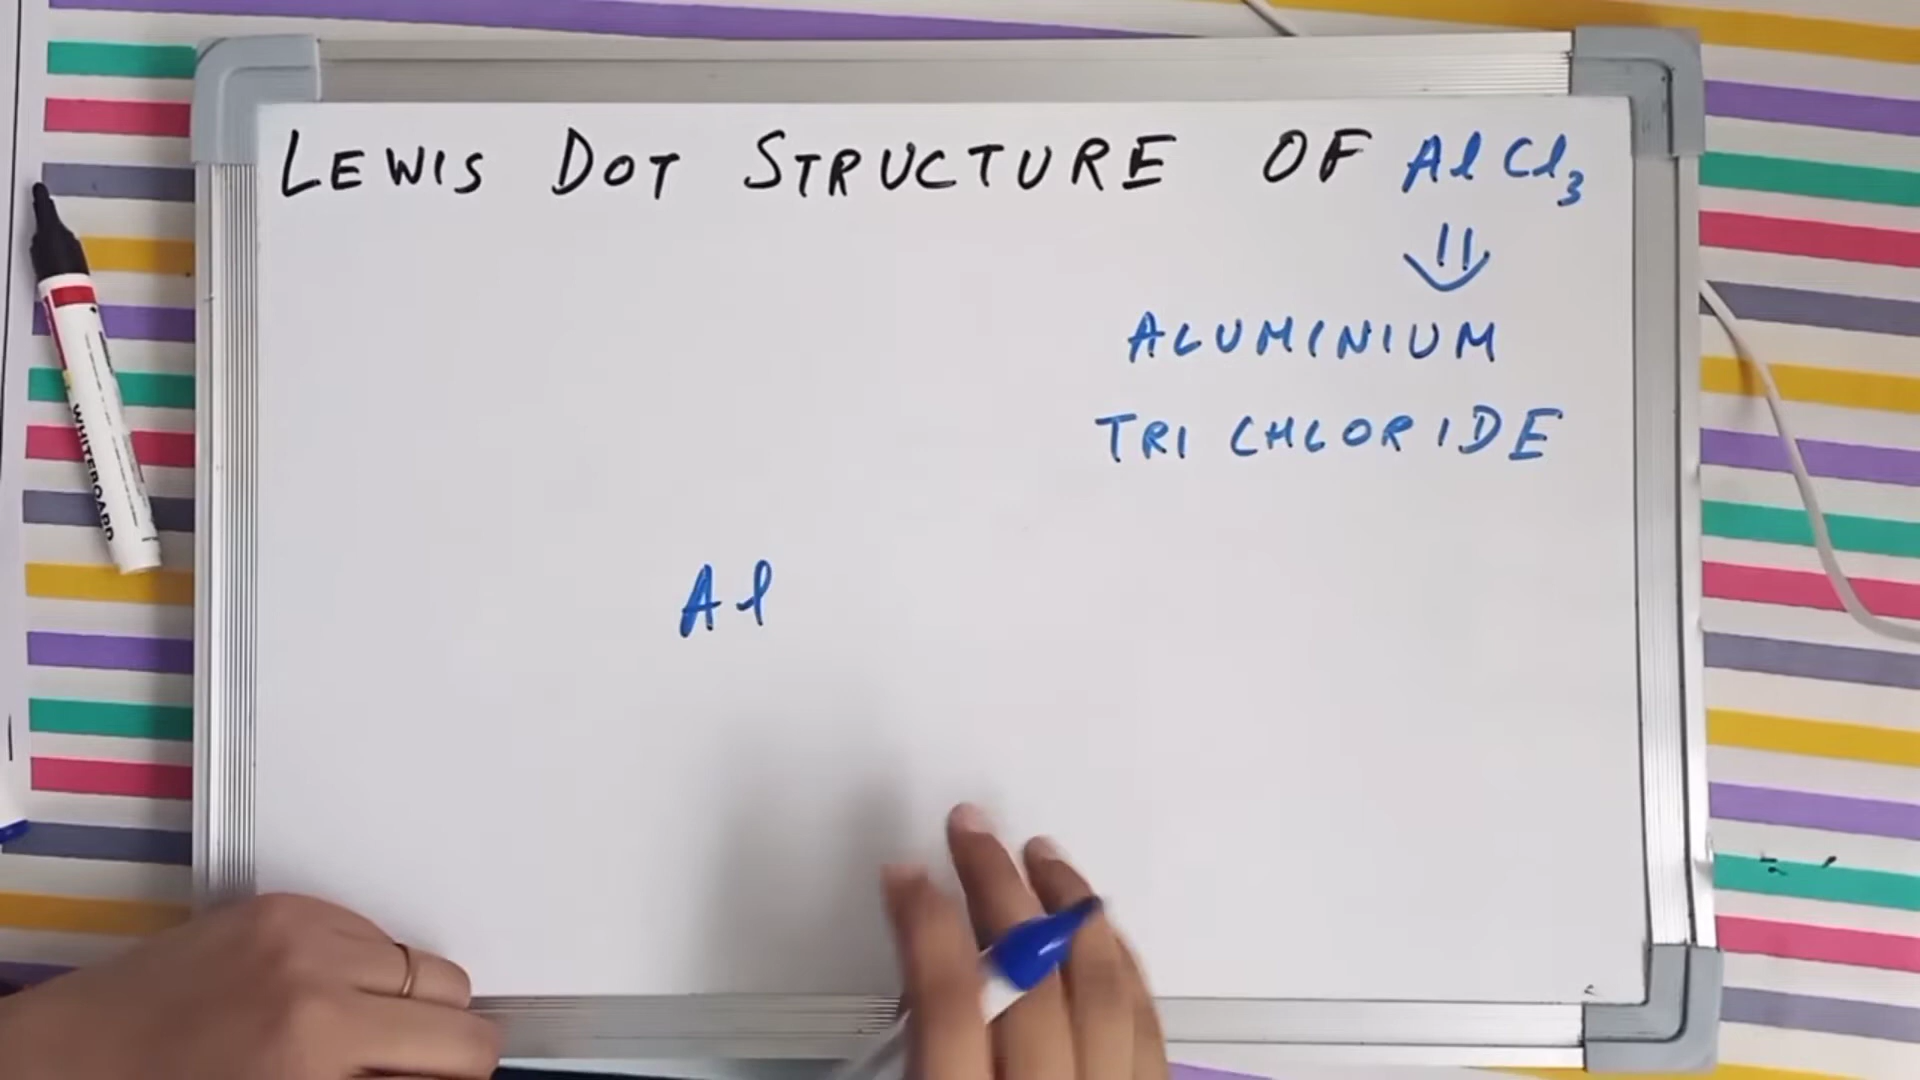 LEWIS DOT STRUCTURE OF AlCl₃
⇓
ALUMINIUM
TRI CHLORIDE
Al
WHITEBOARD